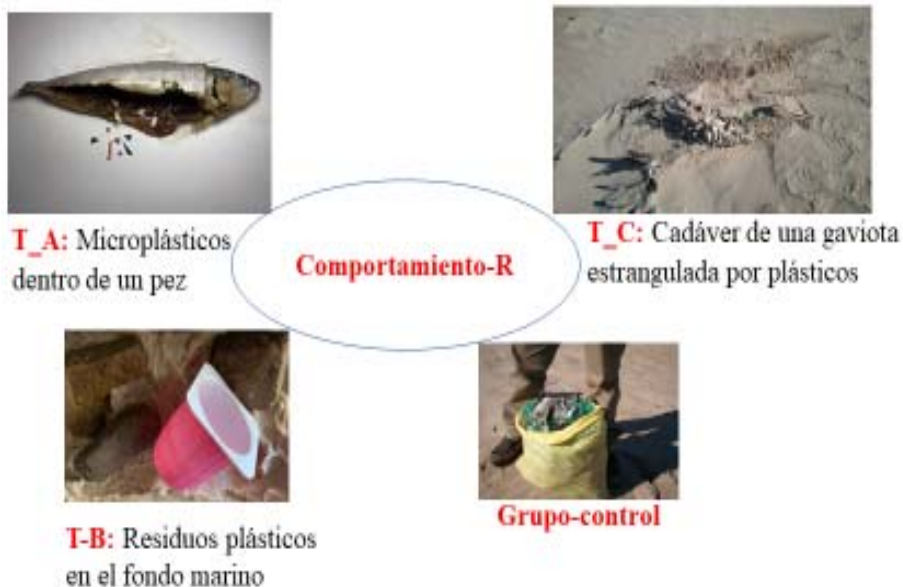 T_A: Microplásticos
dentro de un pez
T_C: Cadáver de una gaviota
estrangulada por plásticos
Comportamiento-R
T-B: Residuos plásticos
en el fondo marino
Grupo-control